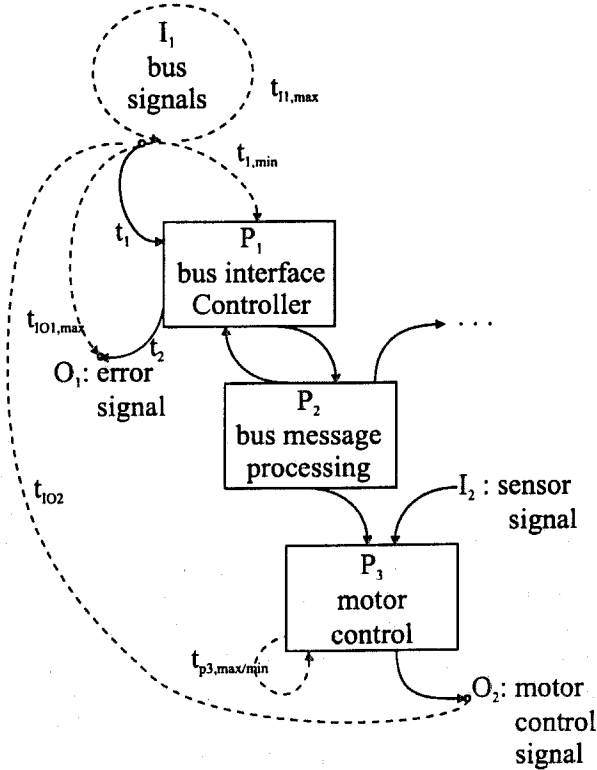 I1
bus
signals
tI1,max
t1,min
t1
P1
bus interface
Controller
tIO1,max
t2
. . .
O1: error
signal
P2
bus message
processing
tIO2
I2 : sensor
signal
P3
motor
control
tp3,max/min
O2: motor
control
signal